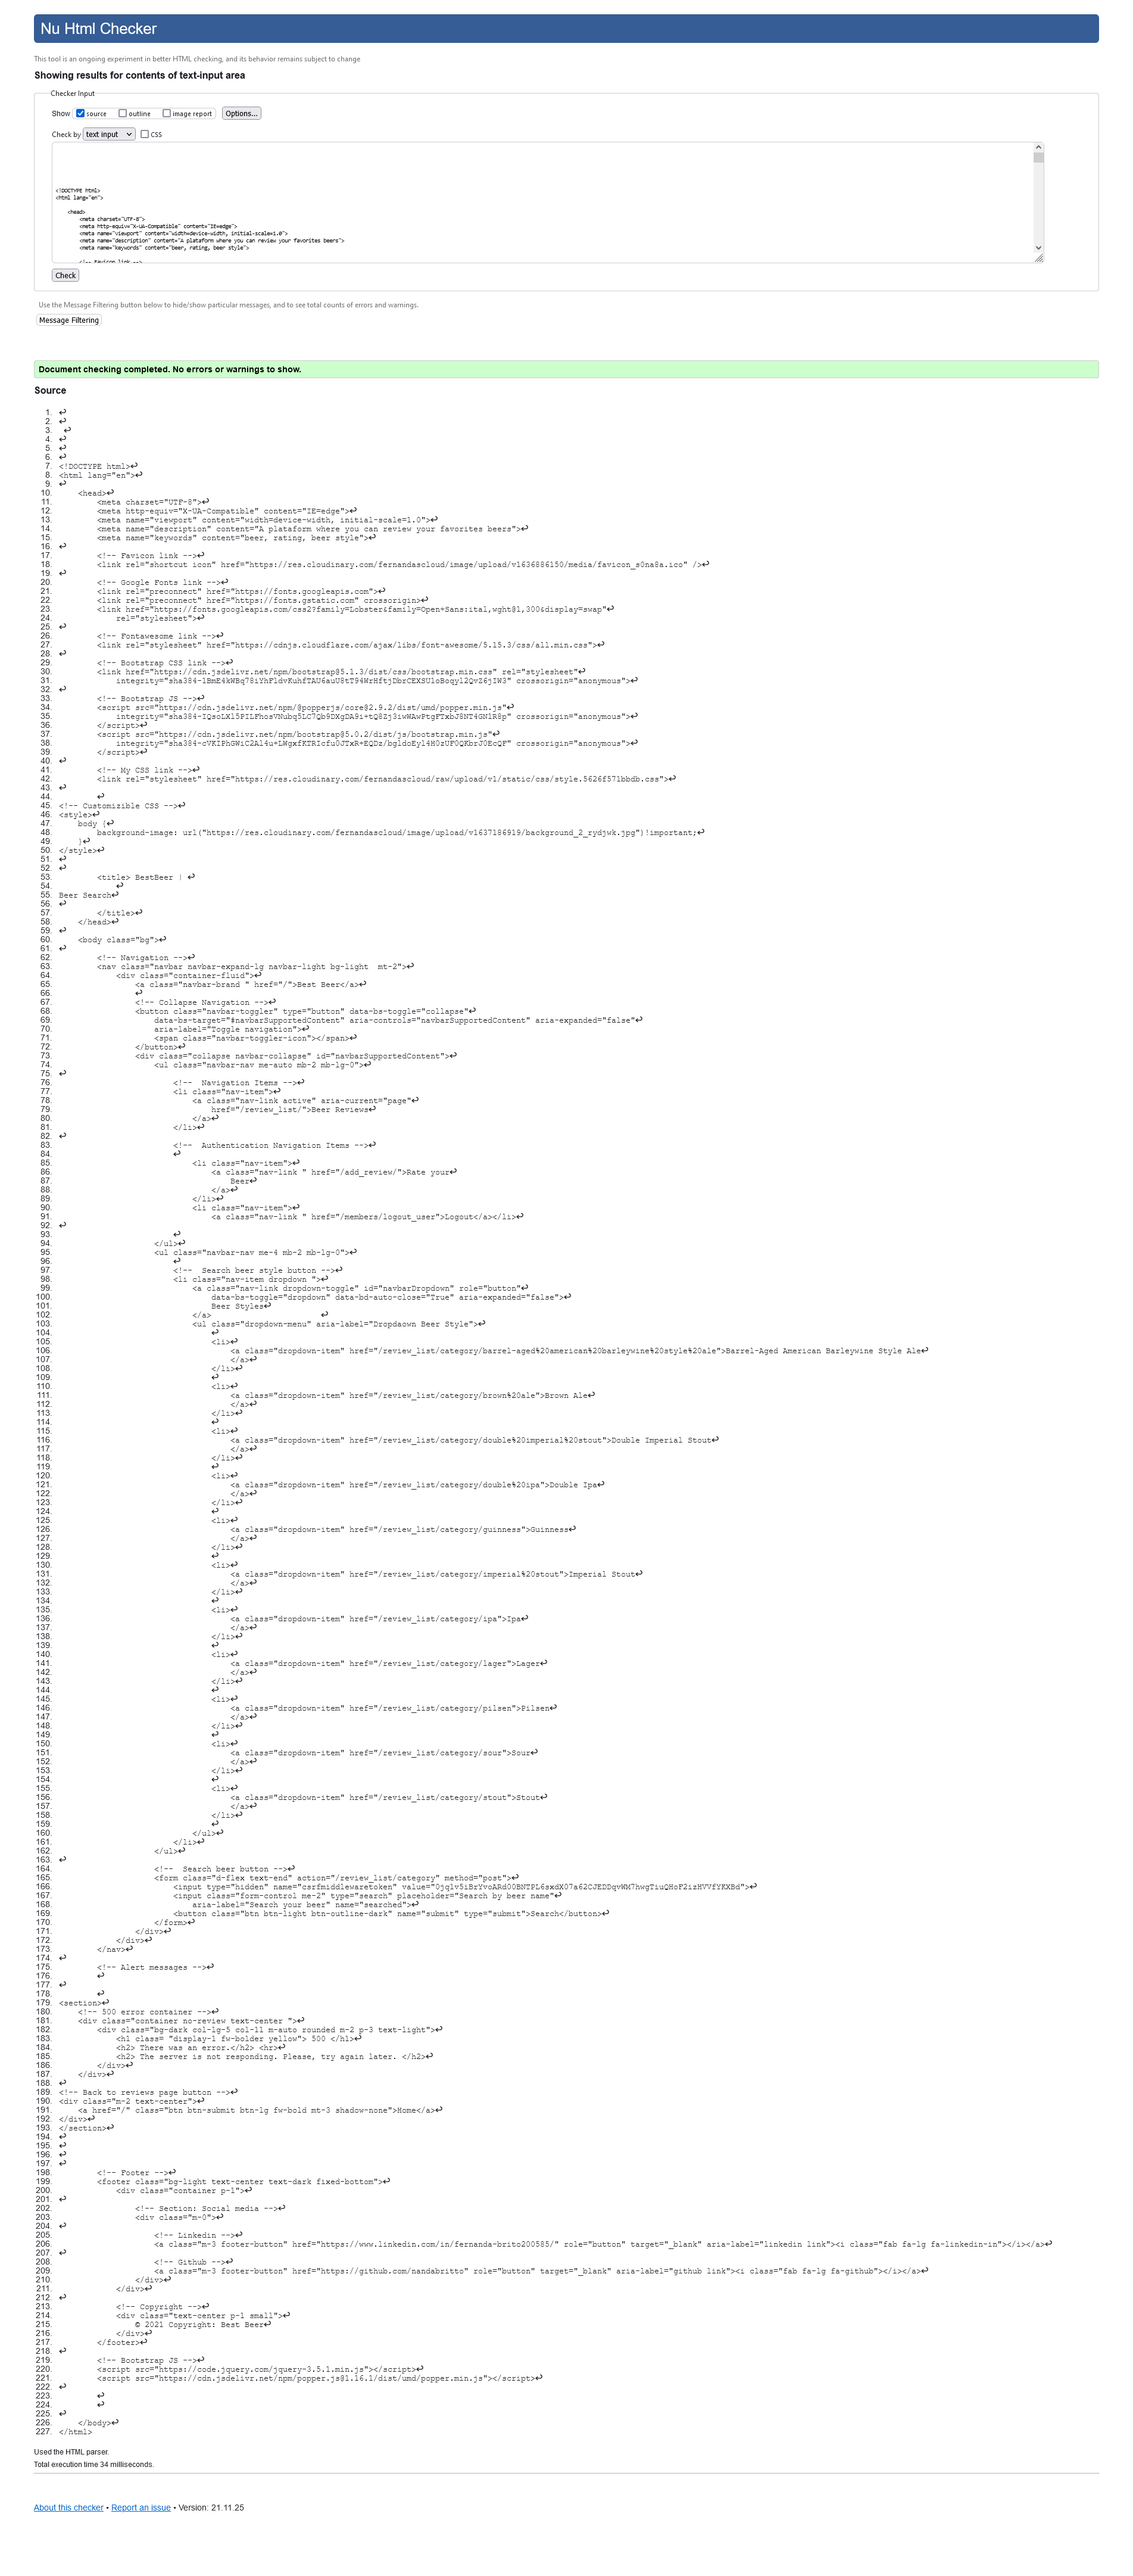 Nu Html Checker
This tool is an ongoing experiment in better HTML checking, and its behavior remains subject to change
Showing results for contents of text-input area
Checker Input
Show source outline image report Options...
Check by text input CSS
<!DOCTYPE html>
<html lang="en">
<head>
<meta charset="UTF-8">
<meta http-equiv="X-UA-Compatible" content="IE=edge">
<meta name="viewport" content="width=device-width, initial-scale=1.0">
<meta name="description" content="A plataform where you can review your favorites beers">
<meta name="keywords" content="beer, rating, beer style">
<!-- Favicon link -->
Check
Use the Message Filtering button below to hide/show particular messages, and to see total counts of errors and warnings.
Message Filtering
Document checking completed. No errors or warnings to show.
Source
1. ↩
2. ↩
3. ↩
4. ↩
5. ↩
6. ↩
7. <!DOCTYPE html>↩
8. <html lang="en">↩
9. ↩
10. <head>↩
11. <meta charset="UTF-8">↩
12. <meta http-equiv="X-UA-Compatible" content="IE=edge">↩
13. <meta name="viewport" content="width=device-width, initial-scale=1.0">↩
14. <meta name="description" content="A plataform where you can review your favorites beers">↩
15. <meta name="keywords" content="beer, rating, beer style">↩
16. ↩
17. <!-- Favicon link -->↩
18. <link rel="shortcut icon" href="https://res.cloudinary.com/fernandascloud/image/upload/v1636886150/media/favicon_s0na8a.ico" />↩
19. ↩
20. <!-- Google Fonts link -->↩
21. <link rel="preconnect" href="https://fonts.googleapis.com">↩
22. <link rel="preconnect" href="https://fonts.gstatic.com" crossorigin>↩
23. <link href="https://fonts.googleapis.com/css2?family=Lobster&family=Open+Sans:ital,wght@1,300&display=swap"↩
24. rel="stylesheet">↩
25. ↩
26. <!-- Fontawesome link -->↩
27. <link rel="stylesheet" href="https://cdnjs.cloudflare.com/ajax/libs/font-awesome/5.15.3/css/all.min.css">↩
28. ↩
29. <!-- Bootstrap CSS link -->↩
30. <link href="https://cdn.jsdelivr.net/npm/bootstrap@5.1.3/dist/css/bootstrap.min.css" rel="stylesheet"↩
31. integrity="sha384-1BmE4kWBq78iYhFldvKuhfTAU6auU8tT94WrHftjDbrCEXSU1oBoqyl2QvZ6jIW3" crossorigin="anonymous">↩
32. ↩
33. <!-- Bootstrap JS -->↩
34. <script src="https://cdn.jsdelivr.net/npm/@popperjs/core@2.9.2/dist/umd/popper.min.js"↩
35. integrity="sha384-IQsoLXl5PILFhosVNubq5LC7Qb9DXgDA9i+tQ8Zj3iwWAwPtgFTxbJ8NT4GN1R8p" crossorigin="anonymous">↩
36. </script>↩
37. <script src="https://cdn.jsdelivr.net/npm/bootstrap@5.0.2/dist/js/bootstrap.min.js"↩
38. integrity="sha384-cVKIPhGWiC2Al4u+LWgxfKTRIcfu0JTxR+EQDz/bgldoEyl4H0zUF0QKbrJ0EcQF" crossorigin="anonymous">↩
39. </script>↩
40. ↩
41. <!-- My CSS link -->↩
42. <link rel="stylesheet" href="https://res.cloudinary.com/fernandascloud/raw/upload/v1/static/css/style.5626f571bbdb.css">↩
43. ↩
44. ↩
45. <!-- Customizible CSS -->↩
46. <style>↩
47. body {↩
48. background-image: url("https://res.cloudinary.com/fernandascloud/image/upload/v1637186919/background_2_rydjwk.jpg")!important;↩
49. }↩
50. </style>↩
51. ↩
52. ↩
53. <title> BestBeer | ↩
54. ↩
55. Beer Search↩
56. ↩
57. </title>↩
58. </head>↩
59. ↩
60. <body class="bg">↩
61. ↩
62. <!-- Navigation -->↩
63. <nav class="navbar navbar-expand-lg navbar-light bg-light  mt-2">↩
64. <div class="container-fluid">↩
65. <a class="navbar-brand " href="/">Best Beer</a>↩
66. ↩
67. <!-- Collapse Navigation -->↩
68. <button class="navbar-toggler" type="button" data-bs-toggle="collapse"↩
69. data-bs-target="#navbarSupportedContent" aria-controls="navbarSupportedContent" aria-expanded="false"↩
70. aria-label="Toggle navigation">↩
71. <span class="navbar-toggler-icon"></span>↩
72. </button>↩
73. <div class="collapse navbar-collapse" id="navbarSupportedContent">↩
74. <ul class="navbar-nav me-auto mb-2 mb-lg-0">↩
75. ↩
76. <!--  Navigation Items -->↩
77. <li class="nav-item">↩
78. <a class="nav-link active" aria-current="page"↩
79. href="/review_list/">Beer Reviews↩
80. </a>↩
81. </li>↩
82. ↩
83. <!--  Authentication Navigation Items -->↩
84. ↩
85. <li class="nav-item">↩
86. <a class="nav-link " href="/add_review/">Rate your↩
87. Beer↩
88. </a>↩
89. </li>↩
90. <li class="nav-item">↩
91. <a class="nav-link " href="/members/logout_user">Logout</a></li>↩
92. ↩
93. ↩
94. </ul>↩
95. <ul class="navbar-nav me-4 mb-2 mb-lg-0">↩
96. ↩
97. <!--  Search beer style button -->↩
98. <li class="nav-item dropdown ">↩
99. <a class="nav-link dropdown-toggle" id="navbarDropdown" role="button"↩
100. data-bs-toggle="dropdown" data-bd-auto-close="True" aria-expanded="false">↩
101. Beer Styles↩
102. </a> ↩
103. <ul class="dropdown-menu" aria-label="Dropdaown Beer Style">↩
104. ↩
105. <li>↩
106. <a class="dropdown-item" href="/review_list/category/barrel-aged%20american%20barleywine%20style%20ale">Barrel-Aged American Barleywine Style Ale↩
107. </a>↩
108. </li>↩
109. ↩
110. <li>↩
111. <a class="dropdown-item" href="/review_list/category/brown%20ale">Brown Ale↩
112. </a>↩
113. </li>↩
114. ↩
115. <li>↩
116. <a class="dropdown-item" href="/review_list/category/double%20imperial%20stout">Double Imperial Stout↩
117. </a>↩
118. </li>↩
119. ↩
120. <li>↩
121. <a class="dropdown-item" href="/review_list/category/double%20ipa">Double Ipa↩
122. </a>↩
123. </li>↩
124. ↩
125. <li>↩
126. <a class="dropdown-item" href="/review_list/category/guinness">Guinness↩
127. </a>↩
128. </li>↩
129. ↩
130. <li>↩
131. <a class="dropdown-item" href="/review_list/category/imperial%20stout">Imperial Stout↩
132. </a>↩
133. </li>↩
134. ↩
135. <li>↩
136. <a class="dropdown-item" href="/review_list/category/ipa">Ipa↩
137. </a>↩
138. </li>↩
139. ↩
140. <li>↩
141. <a class="dropdown-item" href="/review_list/category/lager">Lager↩
142. </a>↩
143. </li>↩
144. ↩
145. <li>↩
146. <a class="dropdown-item" href="/review_list/category/pilsen">Pilsen↩
147. </a>↩
148. </li>↩
149. ↩
150. <li>↩
151. <a class="dropdown-item" href="/review_list/category/sour">Sour↩
152. </a>↩
153. </li>↩
154. ↩
155. <li>↩
156. <a class="dropdown-item" href="/review_list/category/stout">Stout↩
157. </a>↩
158. </li>↩
159. ↩
160. </ul>↩
161. </li>↩
162. </ul>↩
163. ↩
164. <!--  Search beer button -->↩
165. <form class="d-flex text-end" action="/review_list/category" method="post">↩
166. <input type="hidden" name="csrfmiddlewaretoken"
167. <input class="form-control me-2" type="search" placeholder="Search by beer name"↩
168. aria-label="Search your beer" name="searched">↩
169. <button class="btn btn-light btn-outline-dark" name="submit" type="submit">Search</button>↩
170. </form>↩
171. </div>↩
172. </div>↩
173. </nav>↩
174. ↩
175. <!-- Alert messages -->↩
176. ↩
177. ↩
178. ↩
179. <section>↩
180. <!-- 500 error container -->↩
181. <div class="container no-review text-center ">↩
182. <div class="bg-dark col-lg-5 col-11 m-auto rounded m-2 p-3 text-light">↩
183. <h1 class= "display-1 fw-bolder yellow"> 500 </h1>↩
184. <h2> There was an error.</h2> <hr>↩
185. <h2> The server is not responding. Please, try again later. </h2>↩
186. </div>↩
187. </div>↩
188. ↩
189. <!-- Back to reviews page button -->↩
190. <div class="m-2 text-center">↩
191. <a href="/" class="btn btn-submit btn-lg fw-bold mt-3 shadow-none">Home</a>↩
192. </div>↩
193. </section>↩
194. ↩
195. ↩
196. ↩
197. ↩
198. <!-- Footer -->↩
199. <footer class="bg-light text-center text-dark fixed-bottom">↩
200. <div class="container p-1">↩
201. ↩
202. <!-- Section: Social media -->↩
203. <div class="m-0">↩
204. ↩
205. <!-- Linkedin -->↩
206. <a class="m-3 footer-button" href="https://www.linkedin.com/in/fernanda-brito200585/" role="button" target="_blank" aria-label="linkedin link"><i class="fab fa-lg fa-linkedin-in"></i></a>↩
207. ↩
208. <!-- Github -->↩
209. <a class="m-3 footer-button" href="https://github.com/nandabritto" role="button" target="_blank" aria-label="github link"><i class="fab fa-lg fa-github"></i></a>↩
210. </div>↩
211. </div>↩
212. ↩
213. <!-- Copyright -->↩
214. <div class="text-center p-1 small">↩
215. © 2021 Copyright: Best Beer↩
216. </div>↩
217. </footer>↩
218. ↩
219. <!-- Bootstrap JS -->↩
220. <script src="https://code.jquery.com/jquery-3.5.1.min.js"></script>↩
221. <script src="https://cdn.jsdelivr.net/npm/popper.js@1.16.1/dist/umd/popper.min.js"></script>↩
222. ↩
223. ↩
224. ↩
225. ↩
226. </body>↩
227. </html>
Used the HTML parser.
Total execution time 34 milliseconds.
About this checker • Report an issue • Version: 21.11.25